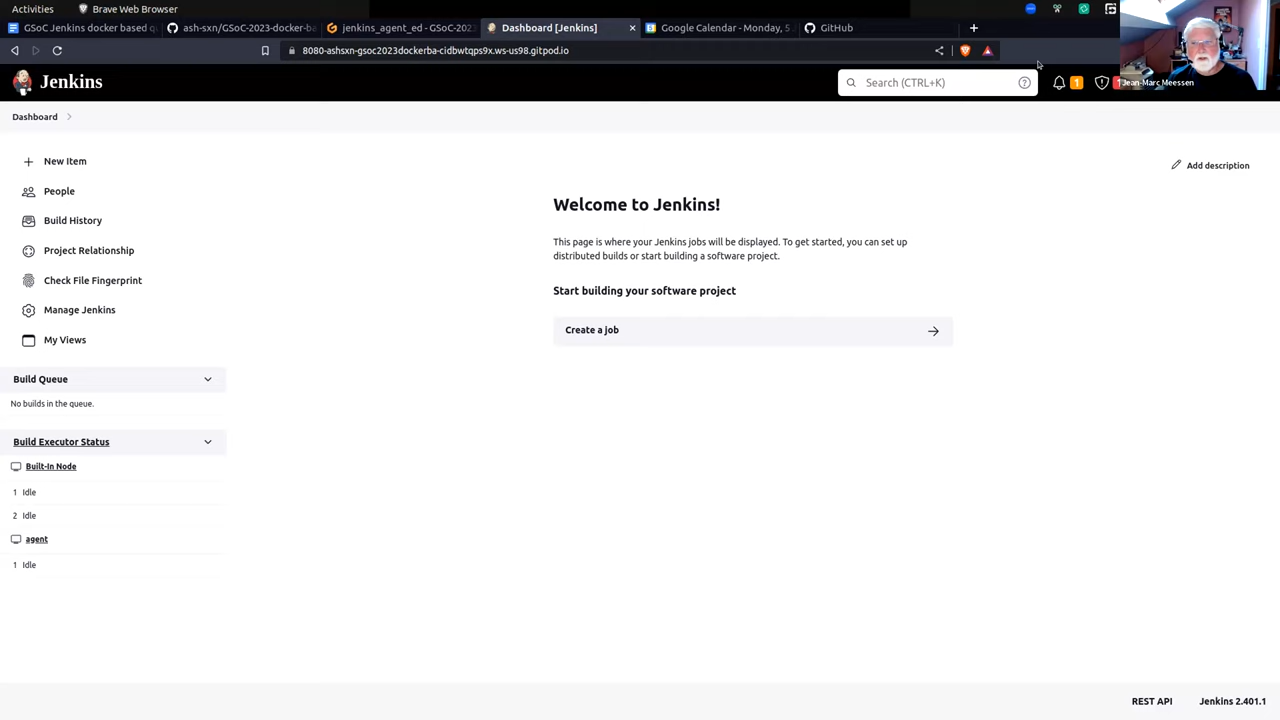 Activities
Brave Web Browser
GSoC Jenkins docker based q
ash-sxn/GSoC-2023-docker-ba
jenkins_agent_ed - GSoC-2023
Dashboard [Jenkins]
Google Calendar - Monday, 5
GitHub
8080-ashsxn-gsoc2023dockerba-cidbwtqps9x.ws-us98.gitpod.io
Jenkins
Search (CTRL+K)
1
Jean-Marc Meessen
Dashboard
New Item
Add description
People
Build History
Project Relationship
Check File Fingerprint
Manage Jenkins
My Views
Welcome to Jenkins!
This page is where your Jenkins jobs will be displayed. To get started, you can set up
distributed builds or start building a software project.
Start building your software project
Create a job
Build Queue
No builds in the queue.
Build Executor Status
Built-In Node
1 Idle
2 Idle
agent
1 Idle
REST API
Jenkins 2.401.1